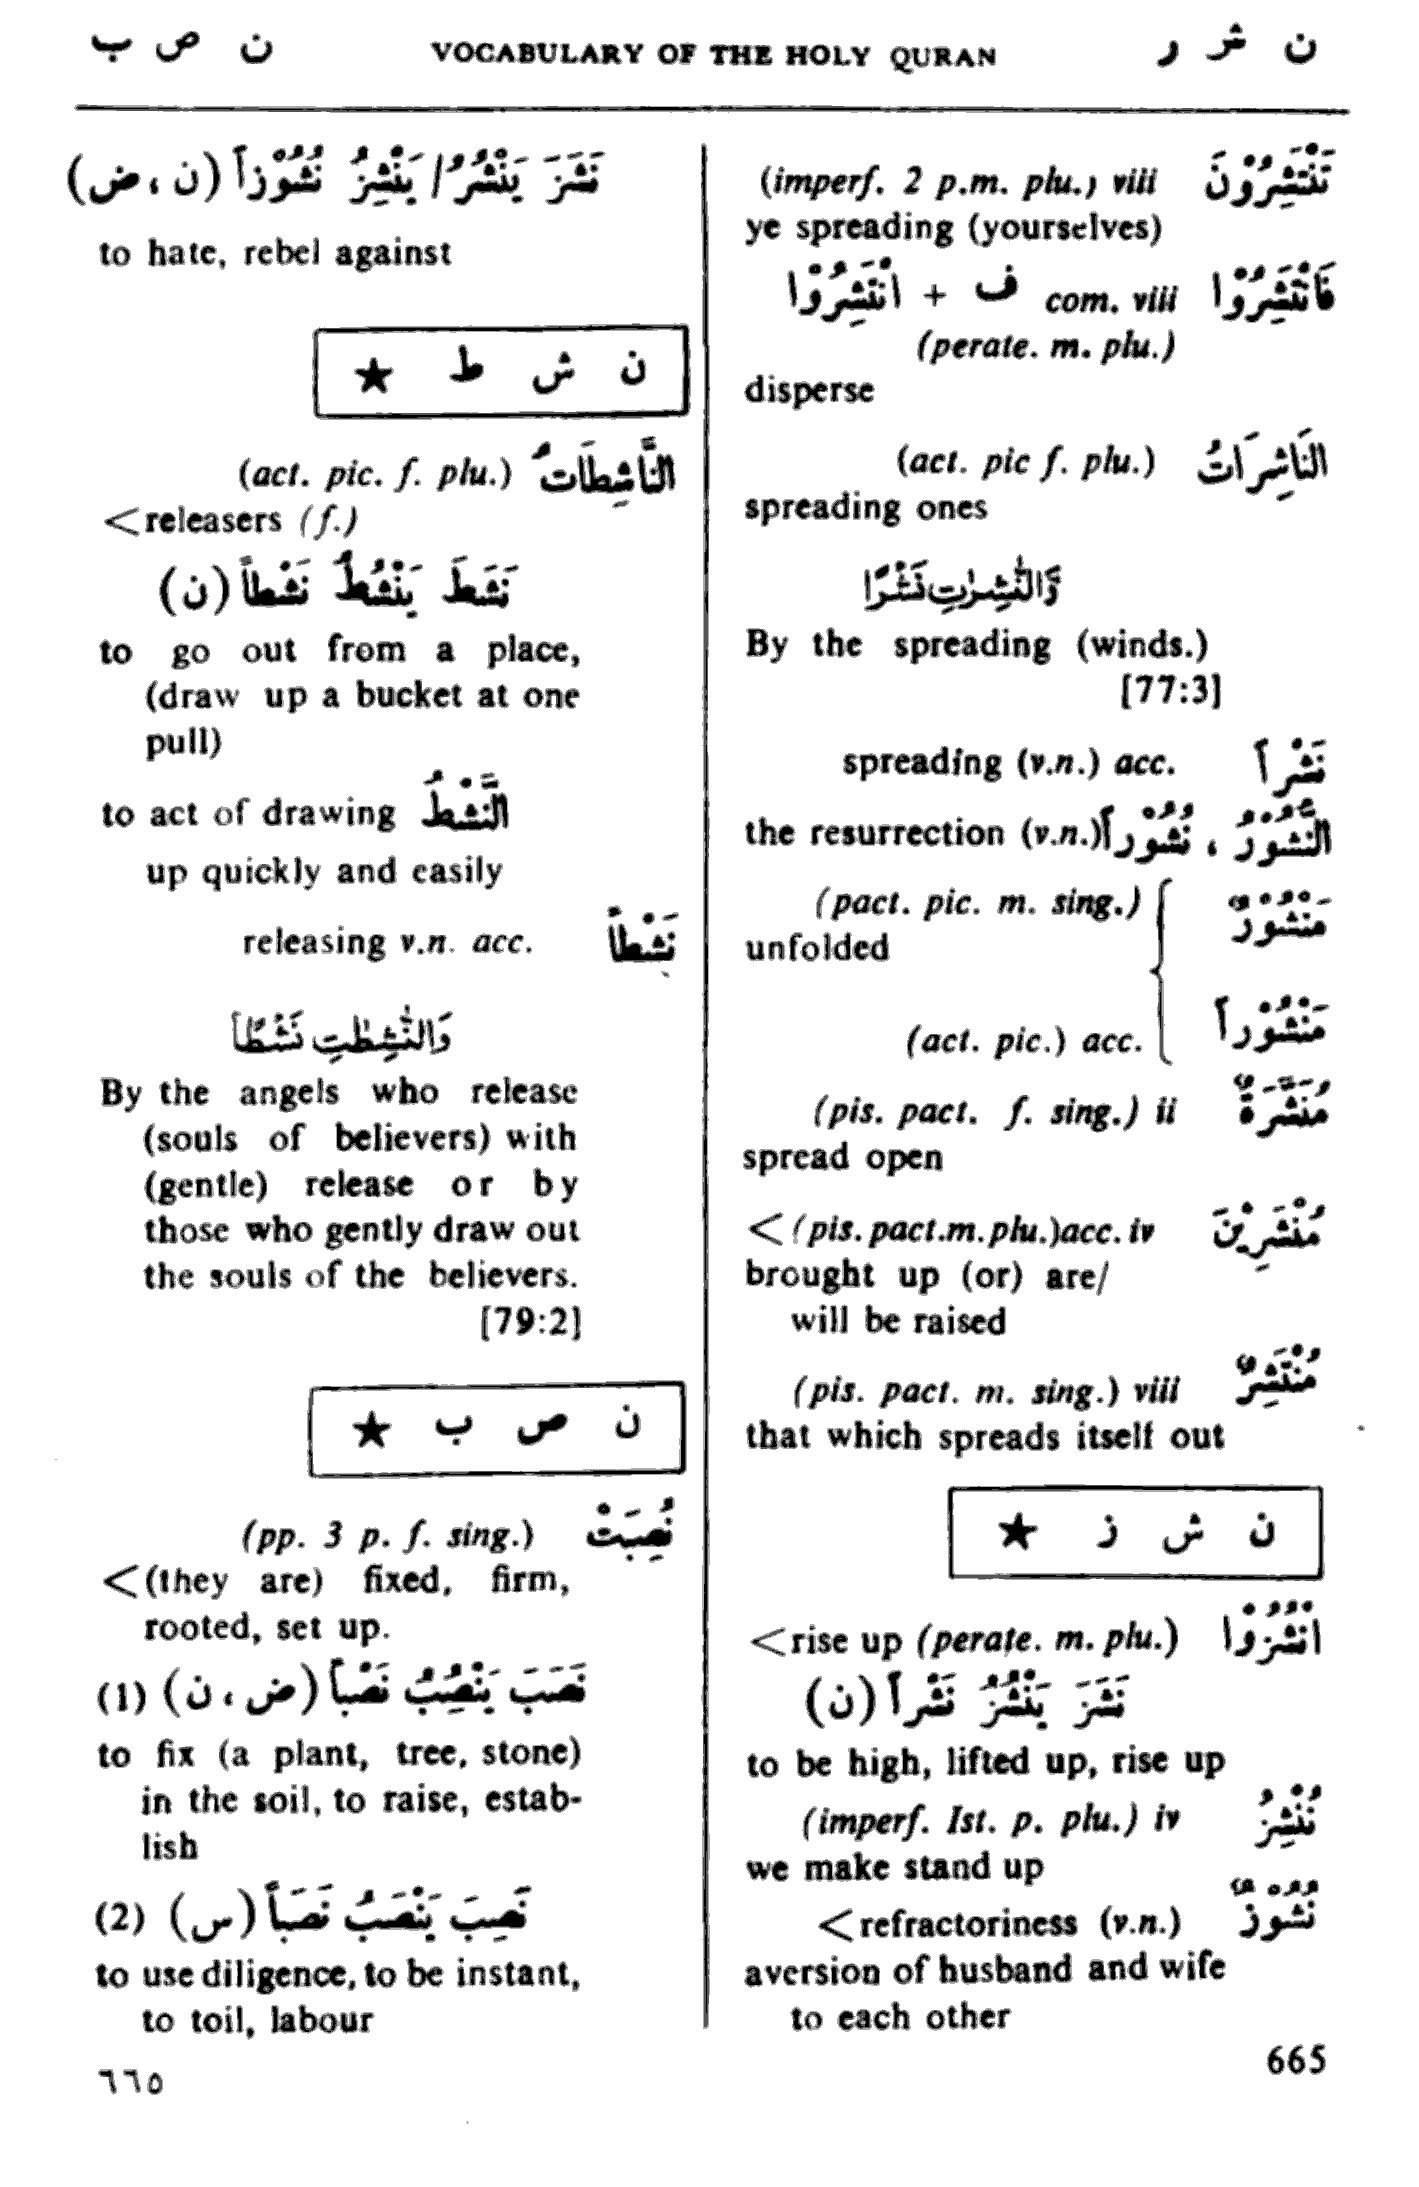 ن ش ر VOCABULARY OF THE HOLY QURAN ن ص ب
(imperf. 2 p.m. plu.) viii تَنْتَشِرُوْنَ
ye spreading (yourselves)
فَانْتَشِرُوْا com. viii ف + انْتَشِرُوْا
(perate. m. plu.)
disperse
(act. pic f. plu.) النَاشِرَاتُ
spreading ones
وَّالنّٰشِرٰتِ نَشْرًا
By the spreading (winds.)
[77:3]
spreading (v.n.) acc. نَشْراً
the resurrection (v.n.) النُّشُوْرُ ، نُشُوْراً
(pact. pic. m. sing.) مَنْشُوْرٌ
unfolded
(act. pic.) acc. مَنْشُوْراً
(pis. pact. f. sing.) ii مُنَشَّرَةٌ
spread open
<(pis. pact.m. plu.)acc. iv مُنْشَرِيْنَ
brought up (or) are/
will be raised
(pis. pact. m. sing.) viii مُنْتَشِرٌ
that which spreads itself out
ن ش ز ★
<rise up (perate. m. plu.) انْشُزُوْا
نَشَزَ يَنْشُزُ نَشْزاً (ن)
to be high, lifted up, rise up
(imperf. Ist. p. plu.) iv نُنْشِزُ
we make stand up
<refractoriness (v.n.) نُشُوْزٌ
aversion of husband and wife
to each other
665
نَشَزَ يَنْشُزُ / يَنْشِزُ نُشُوْزاً (ن ، ض)
to hate, rebel against
ن ش ط ★
(act. pic. f. plu.) النَّاشِطَاتُ
<releasers (f.)
نَشَطَ يَنْشُطُ نَشْطاً (ن)
to go out from a place,
(draw up a bucket at one
pull)
to act of drawing النَّشْطُ
up quickly and easily
releasing v.n. acc. نَشْطاً
وَالنّٰشِطٰتِ نَشْطًا
By the angels who release
(souls of believers) with
(gentle) release or by
those who gently draw out
the souls of the believers.
[79:2]
ن ص ب ★
(pp. 3 p. f. sing.) نُصِبَتْ
<(they are) fixed, firm,
rooted, set up.
(1) نَصَبَ يَنْصِبُ نَصْباً (ض ، ن)
to fix (a plant, tree, stone)
in the soil, to raise, estab-
lish
(2) نَصِبَ يَنْصَبُ نَصَباً (س)
to use diligence, to be instant,
to toil, labour
٦٦٥